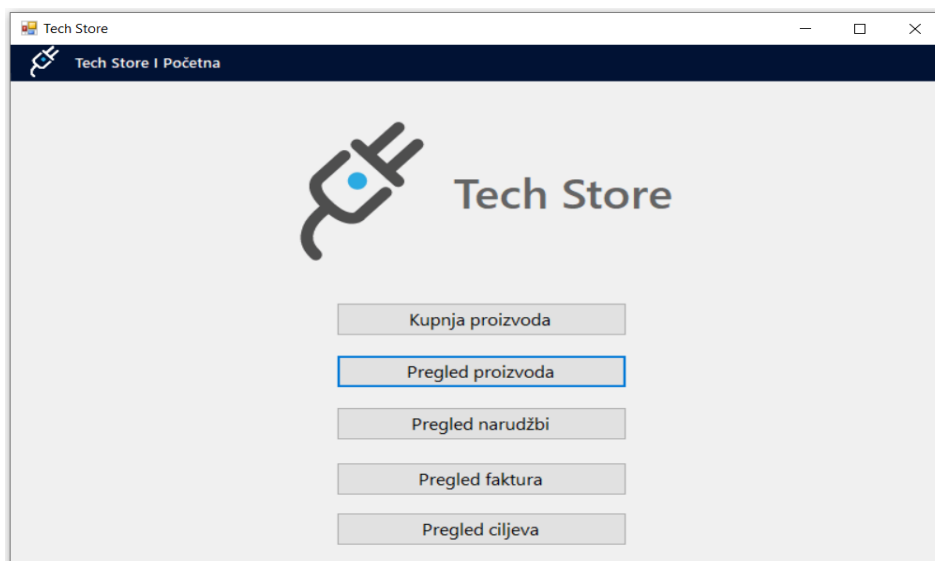 Tech Store
Tech Store I Početna
Tech Store
Kupnja proizvoda
Pregled proizvoda
Pregled narudžbi
Pregled faktura
Pregled ciljeva